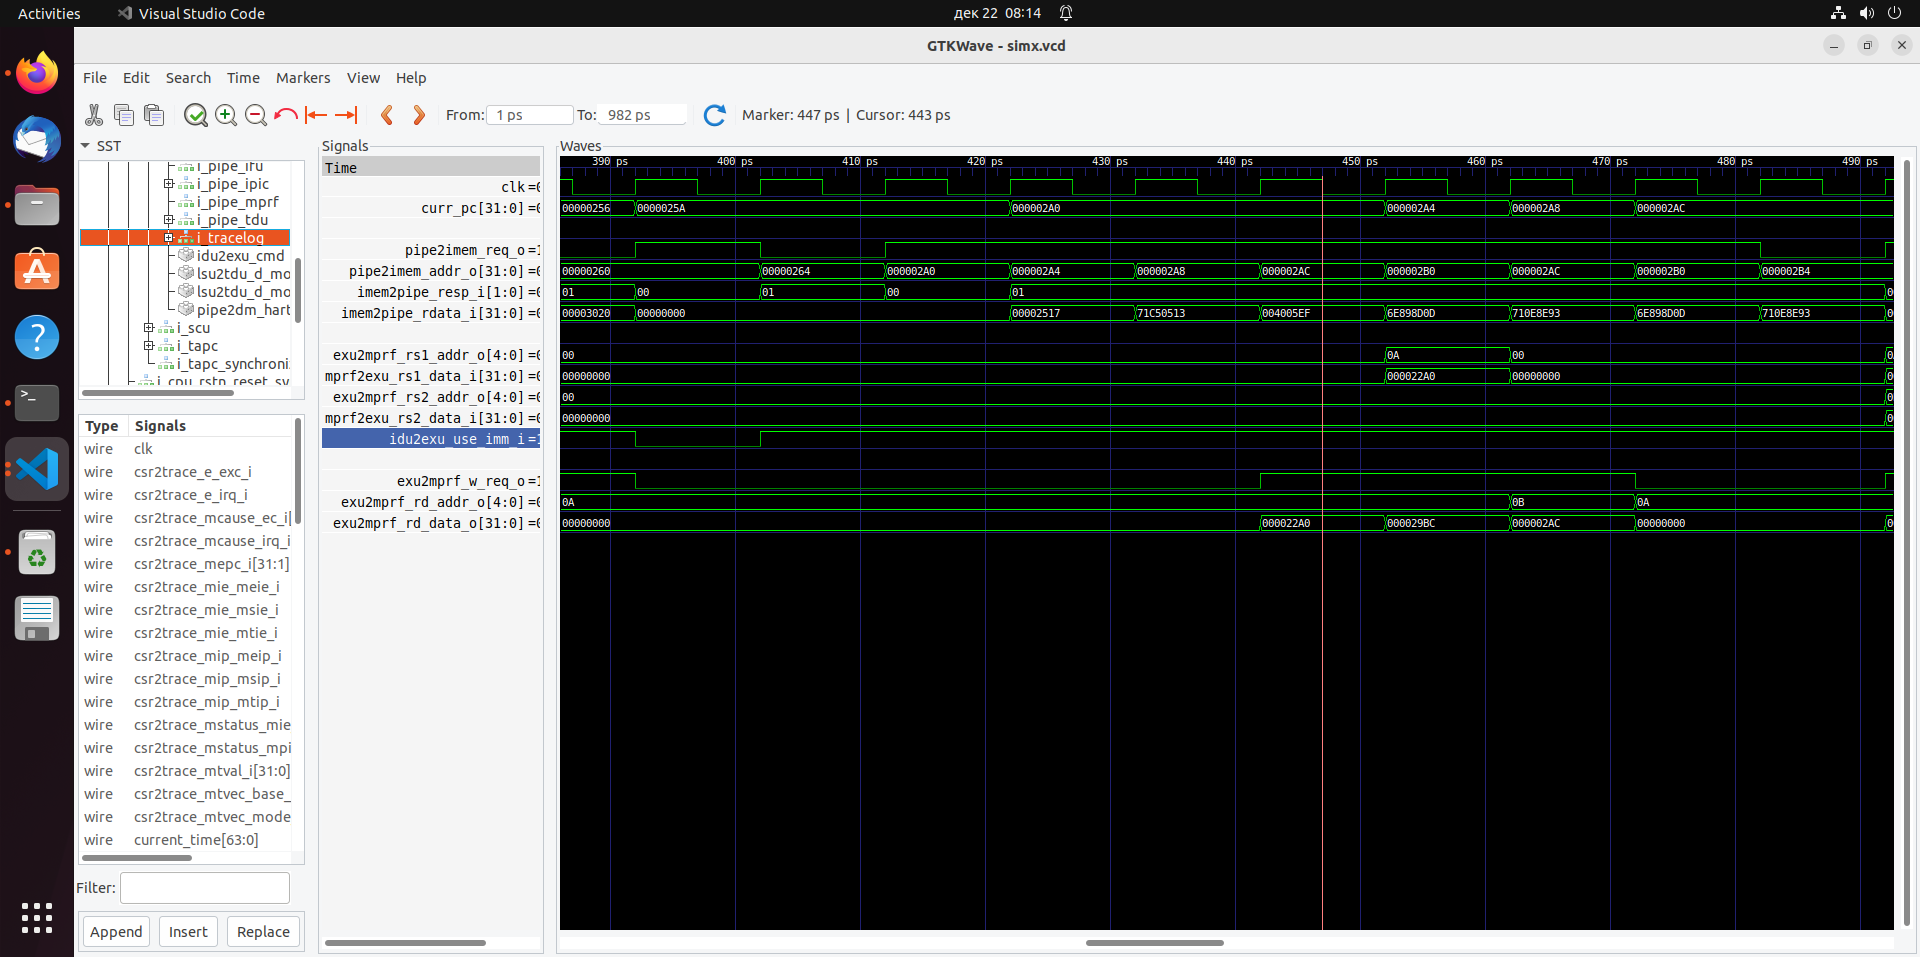 Activities
Visual Studio Code
дек 22 08:14
GTKWave - simx.vcd
File Edit Search Time Markers View Help
From: 1 ps To: 982 ps Marker: 447 ps | Cursor: 443 ps
SST
i_pipe_ifu
i_pipe_ipic
i_pipe_mprf
i_pipe_tdu
i_tracelog
idu2exu_cmd
lsu2tdu_d_mo
lsu2tdu_d_mo
pipe2dm_hart
i_scu
i_tapc
i_tapc_synchroni
i_cpu_rstn_reset_sy
Type Signals
wire clk
wire csr2trace_e_exc_i
wire csr2trace_e_irq_i
wire csr2trace_mcause_ec_i[
wire csr2trace_mcause_irq_i
wire csr2trace_mepc_i[31:1]
wire csr2trace_mie_meie_i
wire csr2trace_mie_msie_i
wire csr2trace_mie_mtie_i
wire csr2trace_mip_meip_i
wire csr2trace_mip_msip_i
wire csr2trace_mip_mtip_i
wire csr2trace_mstatus_mie
wire csr2trace_mstatus_mpi
wire csr2trace_mtval_i[31:0]
wire csr2trace_mtvec_base_
wire csr2trace_mtvec_mode
wire current_time[63:0]
Filter:
Append Insert Replace
Signals
Time
clk=0
curr_pc[31:0]=0
pipe2imem_req_o=1
pipe2imem_addr_o[31:0]=0
imem2pipe_resp_i[1:0]=0
imem2pipe_rdata_i[31:0]=0
exu2mprf_rs1_addr_o[4:0]=0
mprf2exu_rs1_data_i[31:0]=0
exu2mprf_rs2_addr_o[4:0]=0
mprf2exu_rs2_data_i[31:0]=0
idu2exu_use_imm_i=1
exu2mprf_w_req_o=1
exu2mprf_rd_addr_o[4:0]=0
exu2mprf_rd_data_o[31:0]=0
Waves
390 ps 400 ps 410 ps 420 ps 430 ps 440 ps 450 ps 460 ps 470 ps 480 ps 490 ps
00000256 0000025A 000002A0 000002A4 000002A8 000002AC
00000260 00000264 000002A0 000002A4 000002A8 000002AC 000002B0 000002AC 000002B0 000002B4
01 00 01 00 01 0
00003020 00000000 00002517 71C50513 004005EF 6E898D0D 710E8E93 6E898D0D 710E8E93 00
00 0A 00 0
00000000 000022A0 00000000 00
00 0
00000000 00
0A 0B 0A
00000000 000022A0 000029BC 000002AC 00000000 00